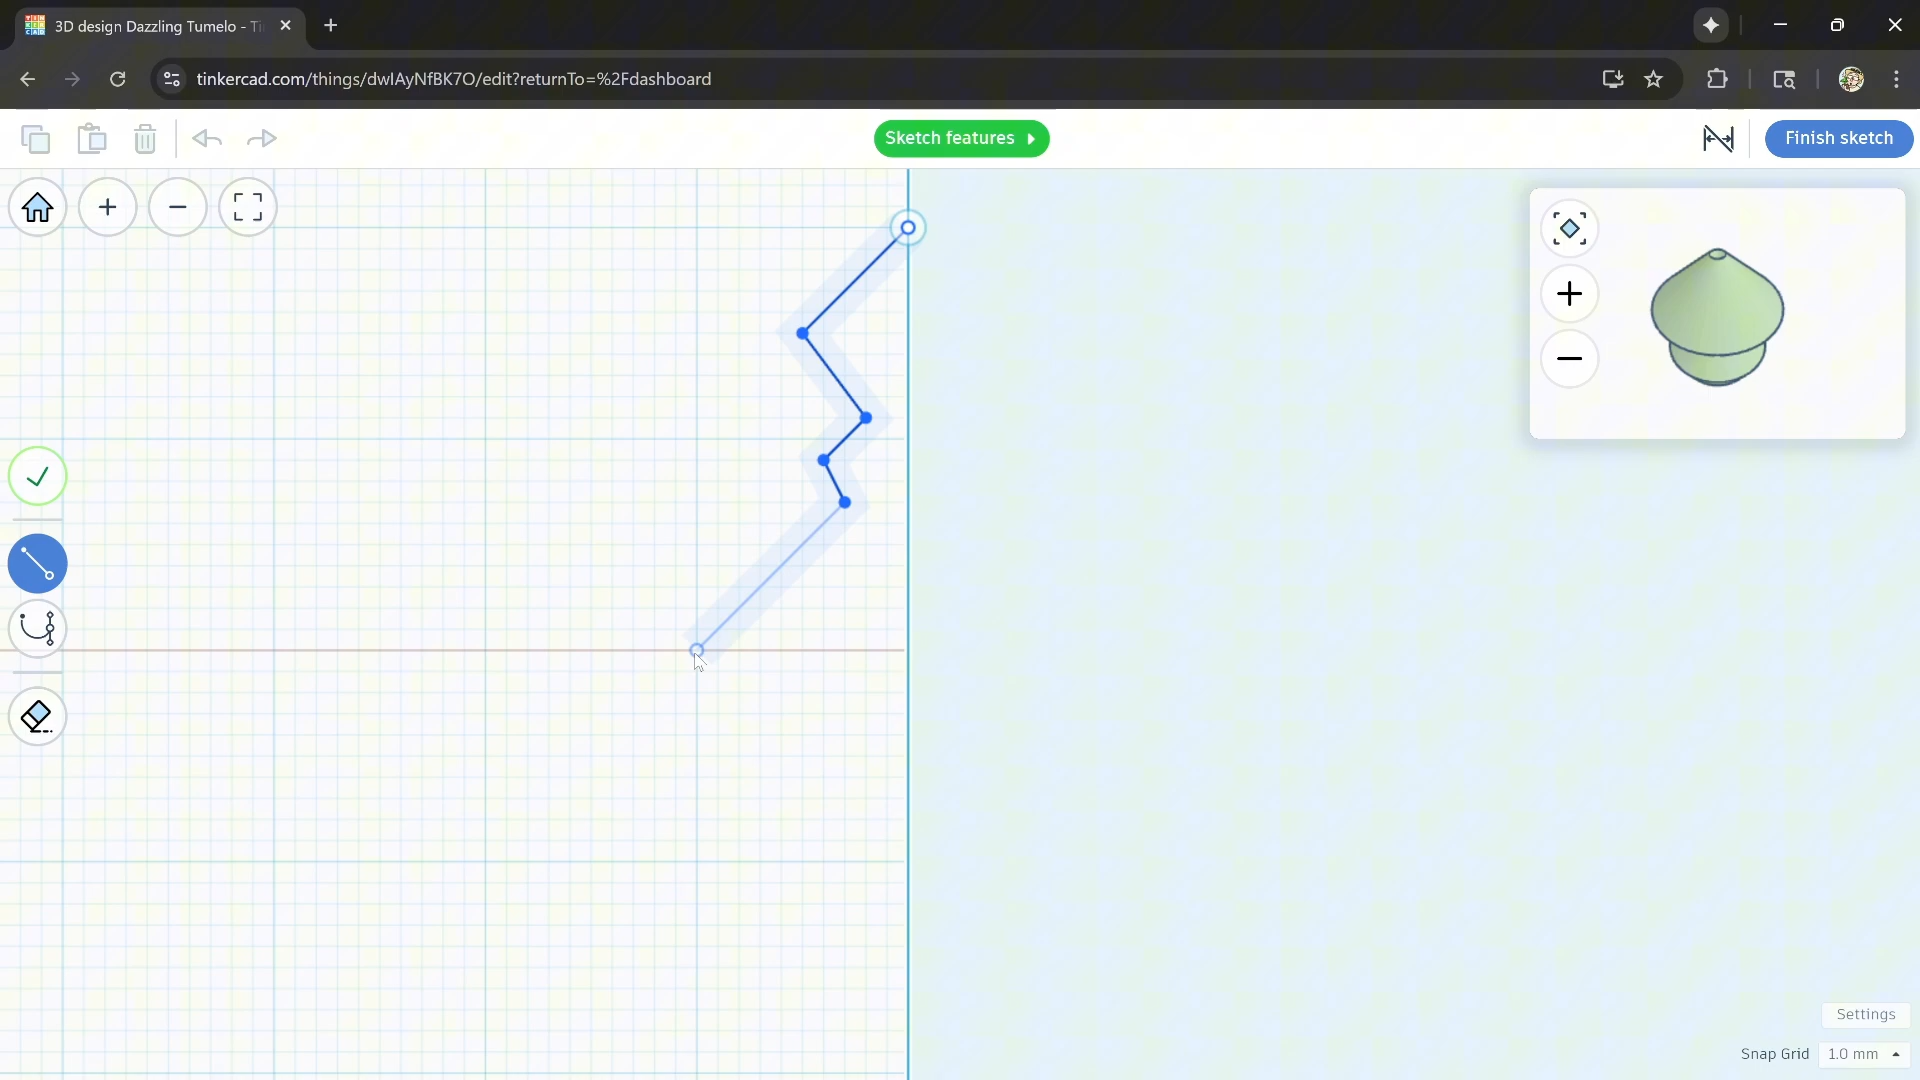 3D design Dazzling Tumelo - Ti
tinkercad.com/things/dwlAyNfBK7O/edit?returnTo=%2Fdashboard
Sketch features
Finish sketch
Settings
Snap Grid 1.0 mm